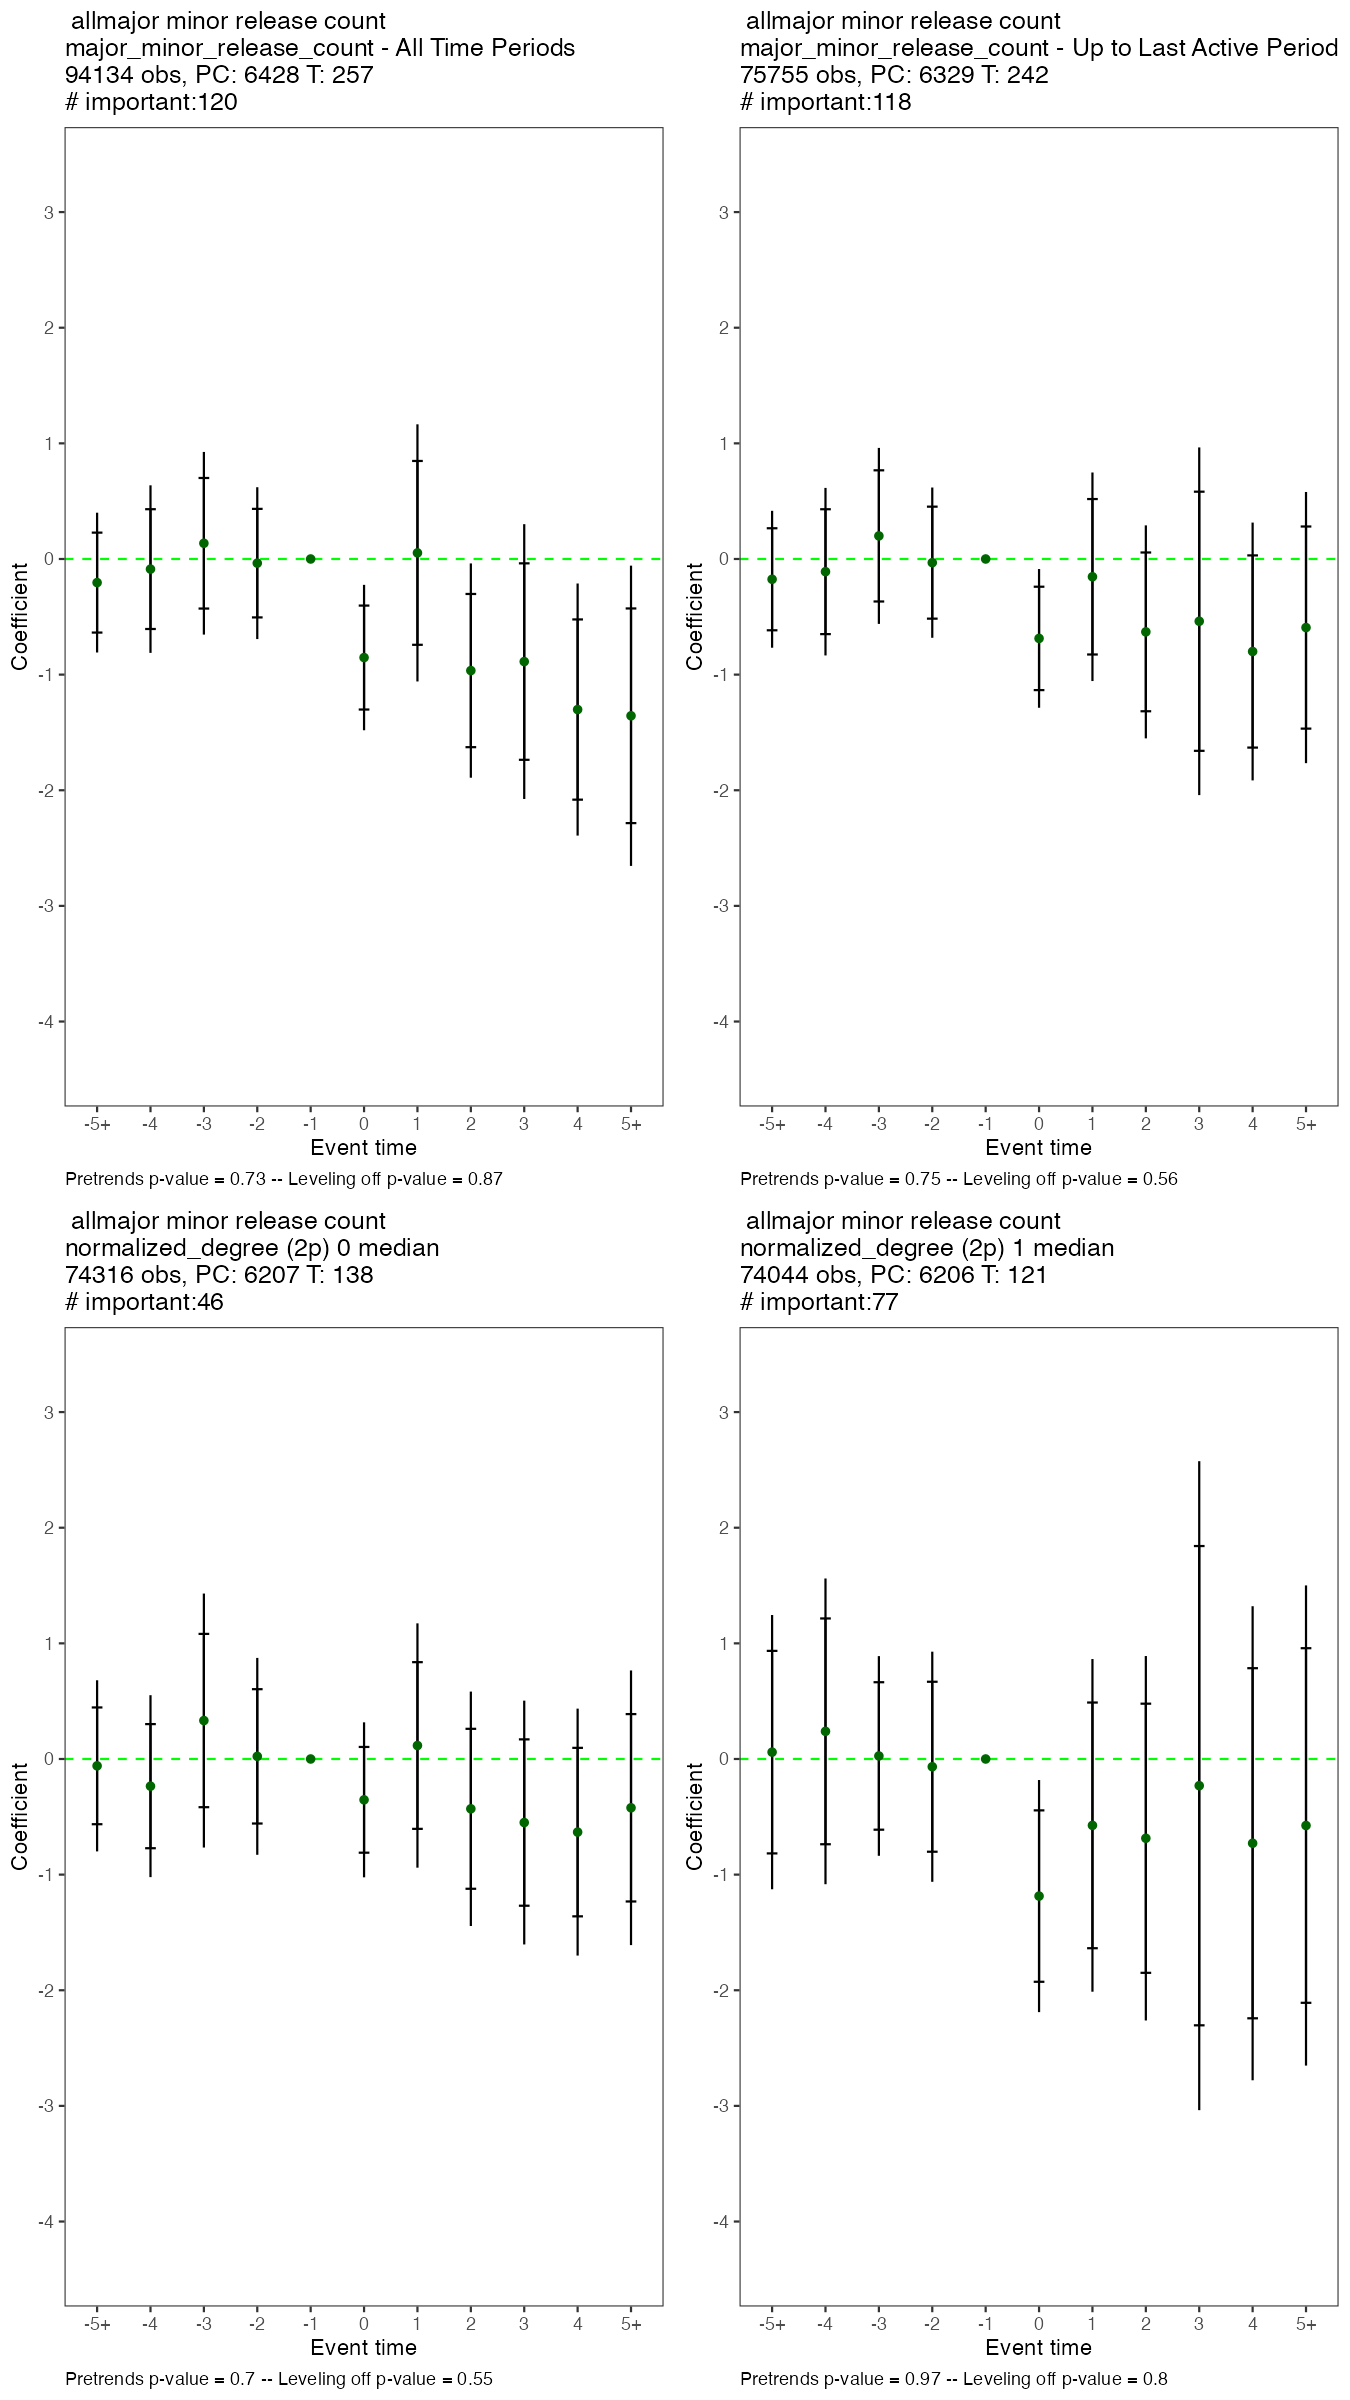 allmajor minor release count
major_minor_release_count - All Time Periods
94134 obs, PC: 6428 T: 257
# important:120
3
2
1
0
-1
-2
-3
-4
Coefficient
-5+ -4 -3 -2 -1 0 1 2 3 4 5+
Event time
Pretrends p-value = 0.73 -- Leveling off p-value = 0.87
allmajor minor release count
major_minor_release_count - Up to Last Active Period
75755 obs, PC: 6329 T: 242
# important:118
3
2
1
0
-1
-2
-3
-4
Coefficient
-5+ -4 -3 -2 -1 0 1 2 3 4 5+
Event time
Pretrends p-value = 0.75 -- Leveling off p-value = 0.56
allmajor minor release count
normalized_degree (2p) 0 median
74316 obs, PC: 6207 T: 138
# important:46
3
2
1
0
-1
-2
-3
-4
Coefficient
-5+ -4 -3 -2 -1 0 1 2 3 4 5+
Event time
Pretrends p-value = 0.7 -- Leveling off p-value = 0.55
allmajor minor release count
normalized_degree (2p) 1 median
74044 obs, PC: 6206 T: 121
# important:77
3
2
1
0
-1
-2
-3
-4
Coefficient
-5+ -4 -3 -2 -1 0 1 2 3 4 5+
Event time
Pretrends p-value = 0.97 -- Leveling off p-value = 0.8